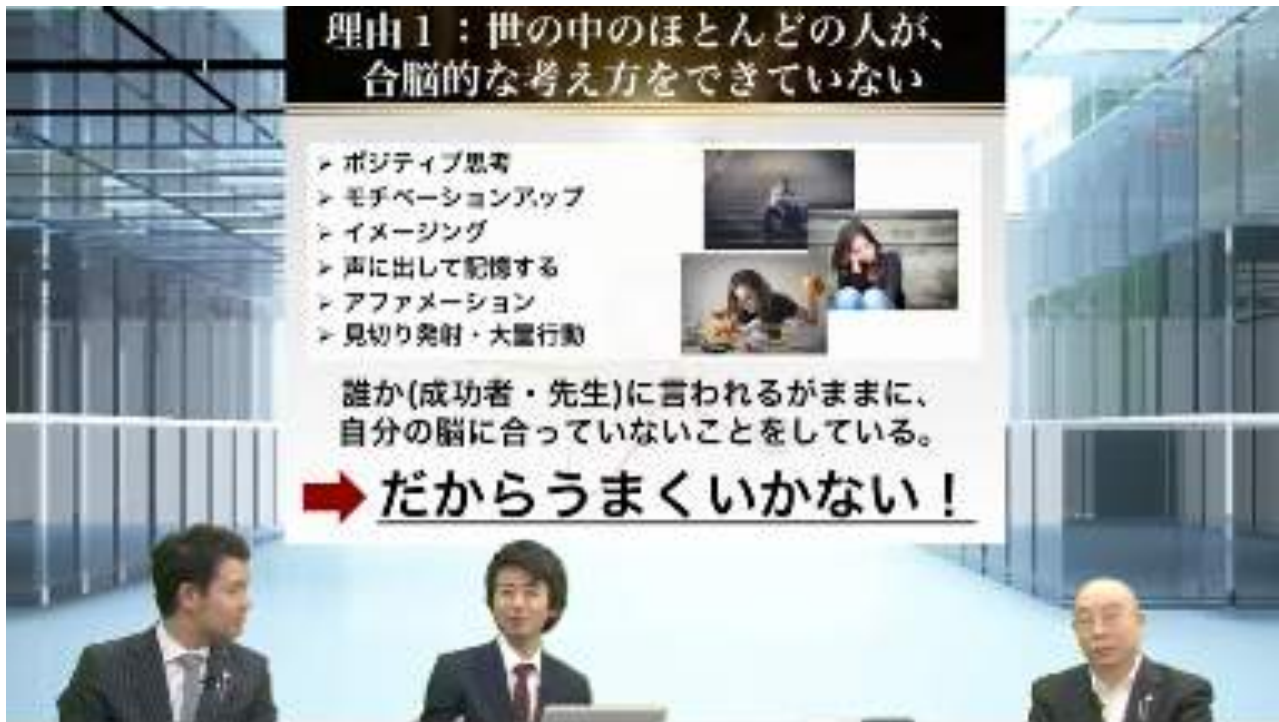 理由1：世の中のほとんどの人が、
合脳的な考え方をできていない
➢ ポジティブ思考
➢ モチベーションアップ
➢ イメージング
➢ 声に出して記憶する
➢ アファメーション
➢ 見切り発射・大量行動
誰か(成功者・先生)に言われるがままに、
自分の脳に合っていないことをしている。
だからうまくいかない！